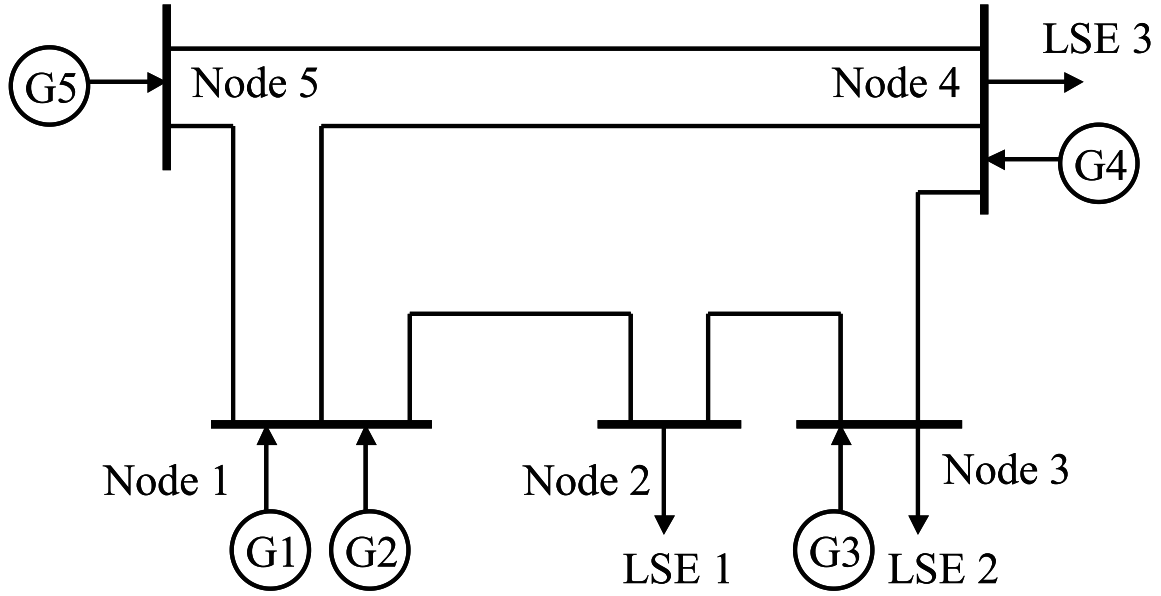 LSE 3
G5
Node 5
Node 4
G4
Node 1
Node 2
Node 3
G1
G2
LSE 1
G3
LSE 2